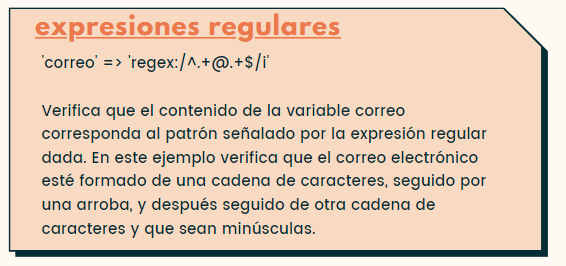 expresiones regulares
'correo' => 'regex:/^.+@.+$/i'
Verifica que el contenido de la variable correo
corresponda al patrón señalado por la expresión regular
dada. En este ejemplo verifica que el correo electrónico
esté formado de una cadena de caracteres, seguido por
una arroba, y después seguido de otra cadena de
caracteres y que sean minúsculas.